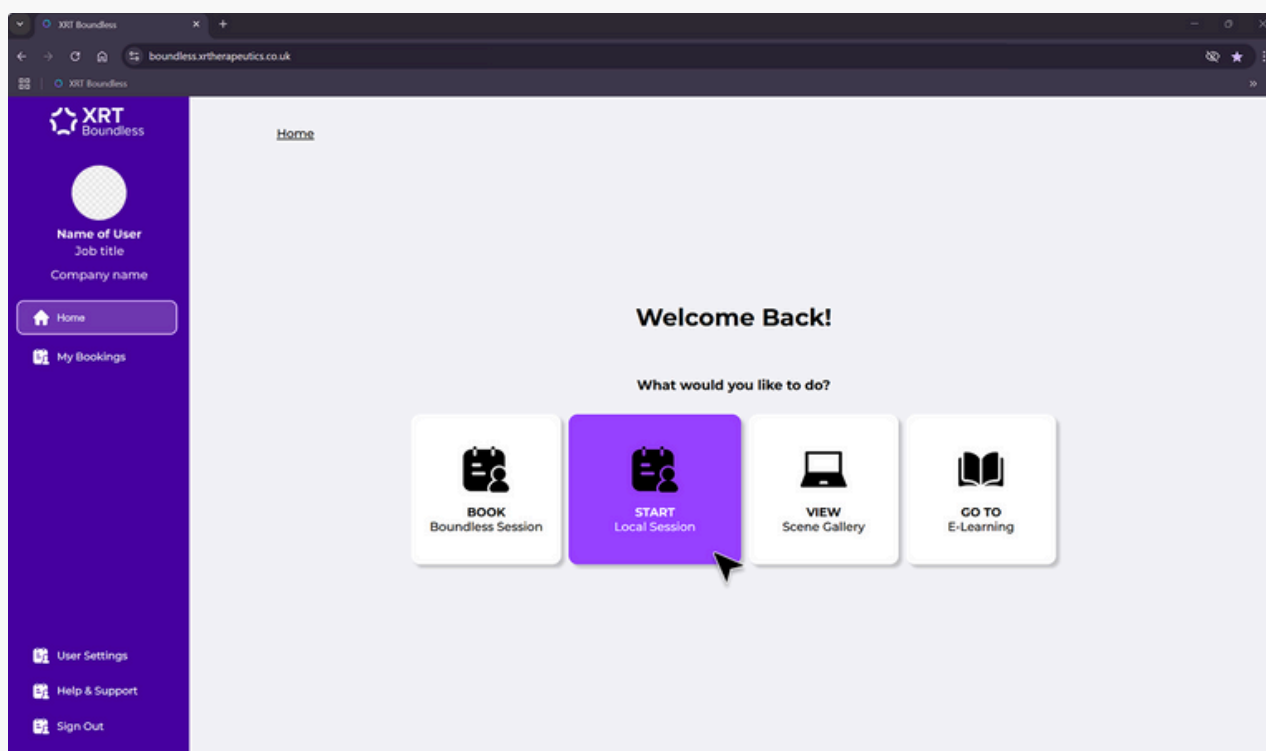 XRT Boundless
boundless.xrtherapeutics.co.uk
XRT Boundless
XRT
Boundless
Name of User
Job title
Company name
Home
My Bookings
User Settings
Help & Support
Sign Out
Home
Welcome Back!
What would you like to do?
BOOK
Boundless Session
START
Local Session
VIEW
Scene Gallery
GO TO
E-Learning